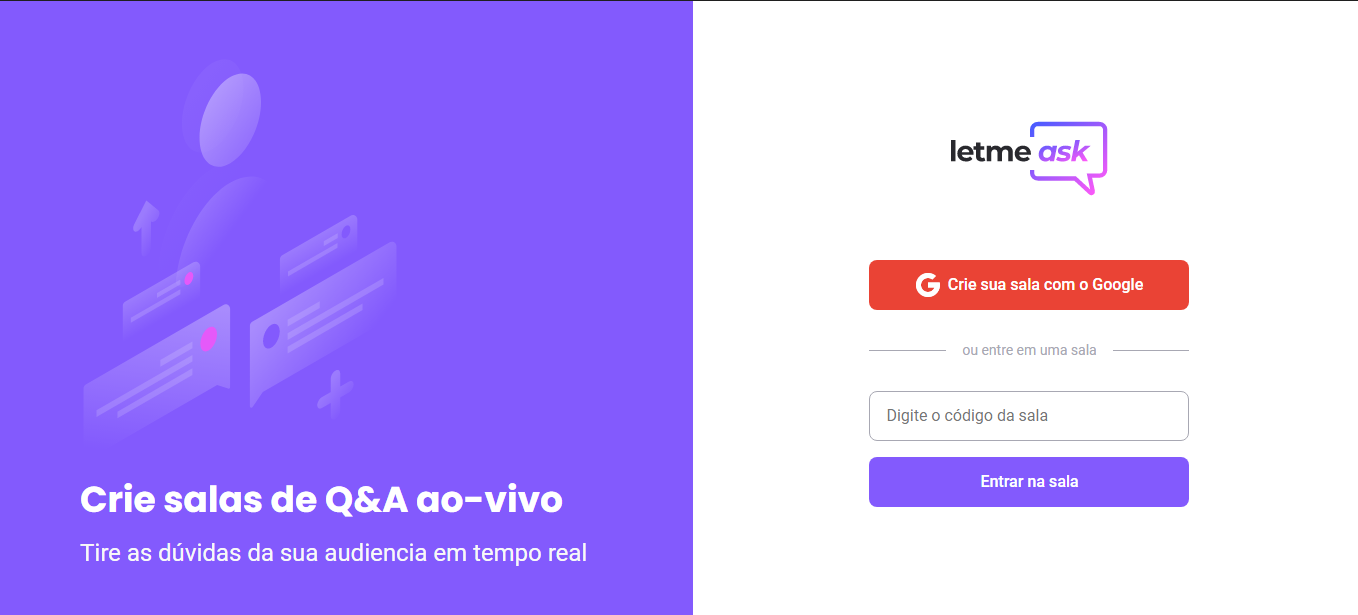 Crie salas de Q&A ao-vivo
Tire as dúvidas da sua audiencia em tempo real
letme ask
Crie sua sala com o Google
ou entre em uma sala
Digite o código da sala
Entrar na sala